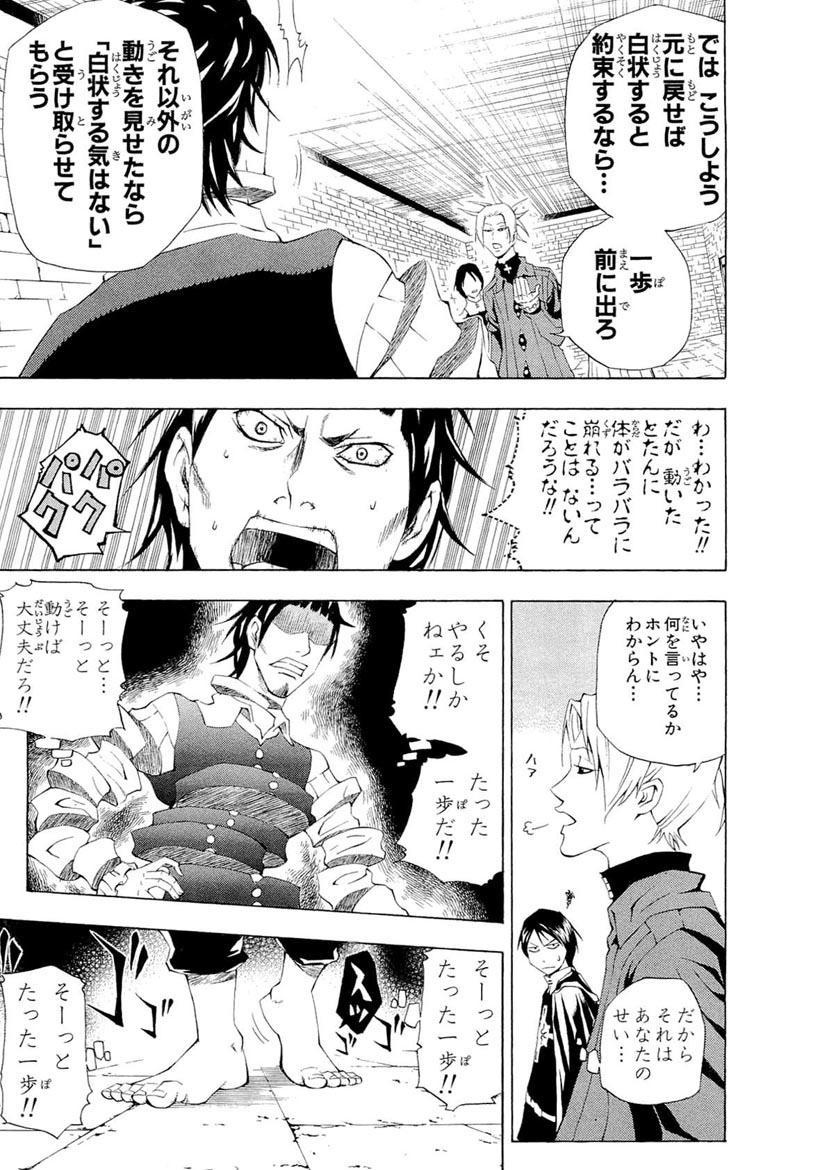 では こうしよう
元に戻せば
白状すると
約束するなら…
一歩
前に出ろ
それ以外の
動きを見せたなら
「白状する気はない」
と受け取らせて
もらう
わ…わかった!!
だが 動いた
とたんに
体がバラバラに
崩れる…って
ことは ないん
だろうな!!
パク
パク
いやはや…
何を言ってるか
ホントに
わからん…
ハァ
だから
それは
あなたの
せい…
くそ
やるしか
ねェか!!
たった
一歩だ!!
そーっと…
そーっと
動けば
大丈夫だろ!!
そーっと
たった一歩!!
スッ
そーっと
たった一歩!!